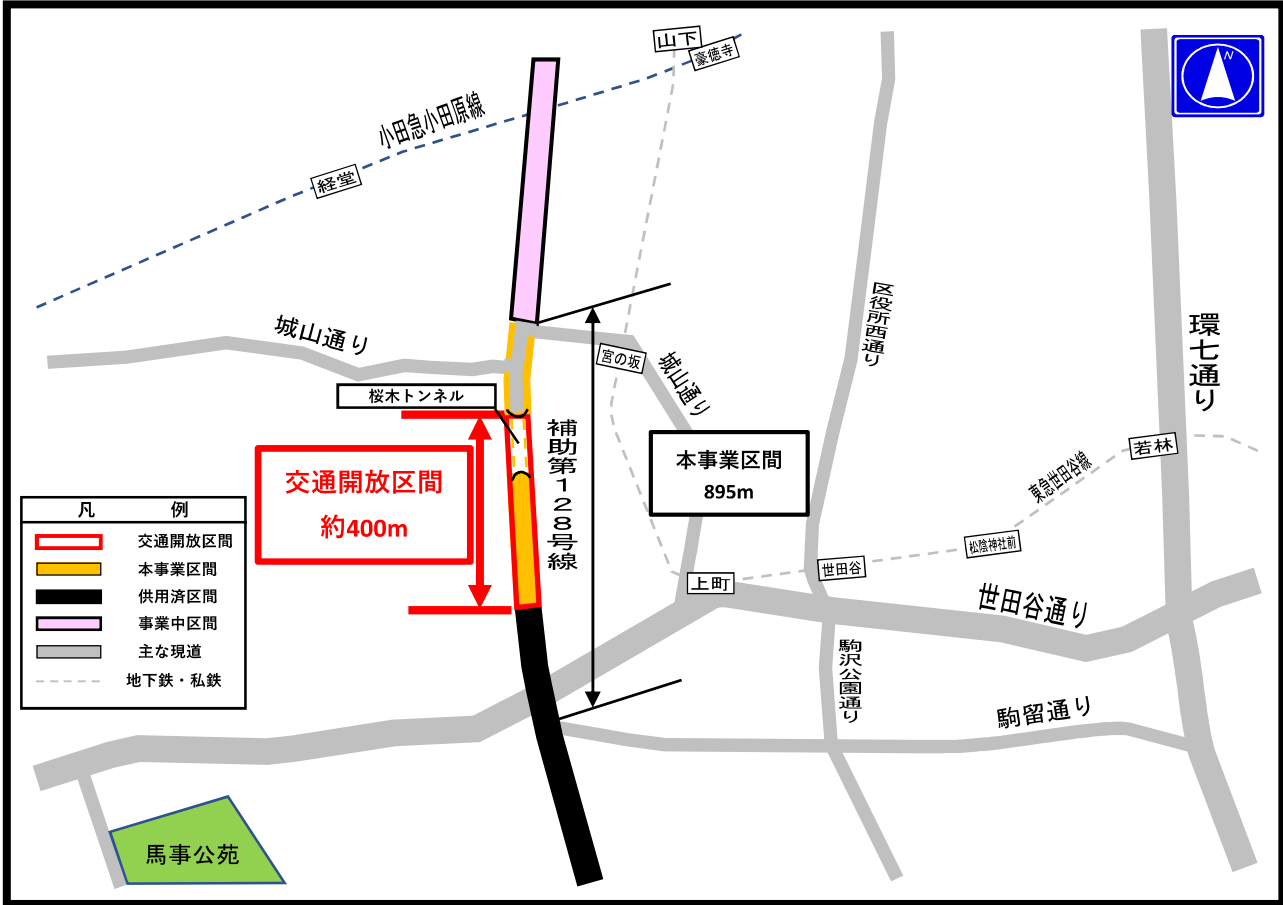 山下
豪徳寺
N
小田急小田原線
経堂
城山通り
宮の坂
城山通り
区役所西通り
環七通り
桜木トンネル
補助第128号線
交通開放区間
約400m
本事業区間
895m
若林
東急世田谷線
松陰神社前
世田谷
上町
世田谷通り
駒沢公園通り
駒留通り
馬事公苑
凡 例
交通開放区間
本事業区間
供用済区間
事業中区間
主な現道
地下鉄・私鉄